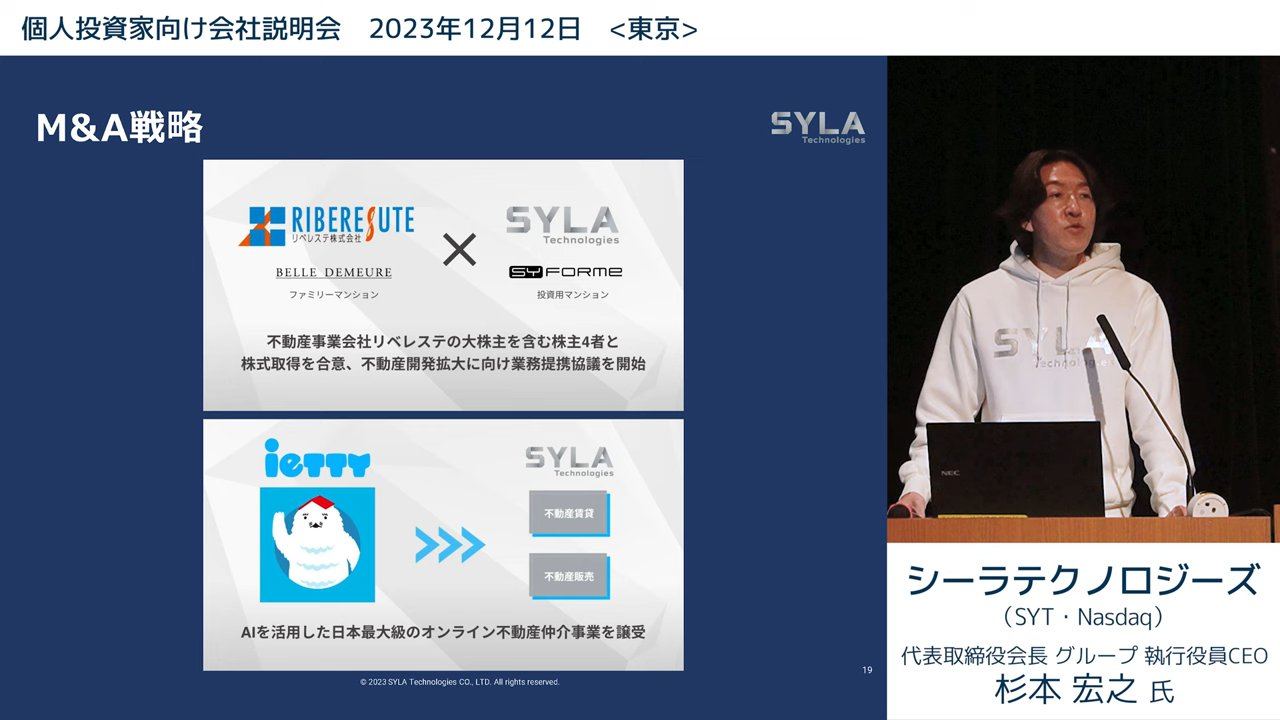 個人投資家向け会社説明会　2023年12月12日　<東京>
M&A戦略
SYLA
Technologies
RIBERESUTE
リベレステ株式会社
BELLE DEMEURE
ファミリーマンション
×
SYLA
Technologies
SYFORME
投資用マンション
不動産事業会社リベレステの大株主を含む株主4者と
株式取得を合意、不動産開発拡大に向け業務提携協議を開始
ietty
SYLA
Technologies
不動産賃貸
不動産販売
AIを活用した日本最大級のオンライン不動産仲介事業を譲受
© 2023 SYLA Technologies CO., LTD. All rights reserved.
19
SYLA
Technologies
NEC
シーラテクノロジーズ
（SYT・Nasdaq）
代表取締役会長 グループ 執行役員CEO
杉本 宏之 氏